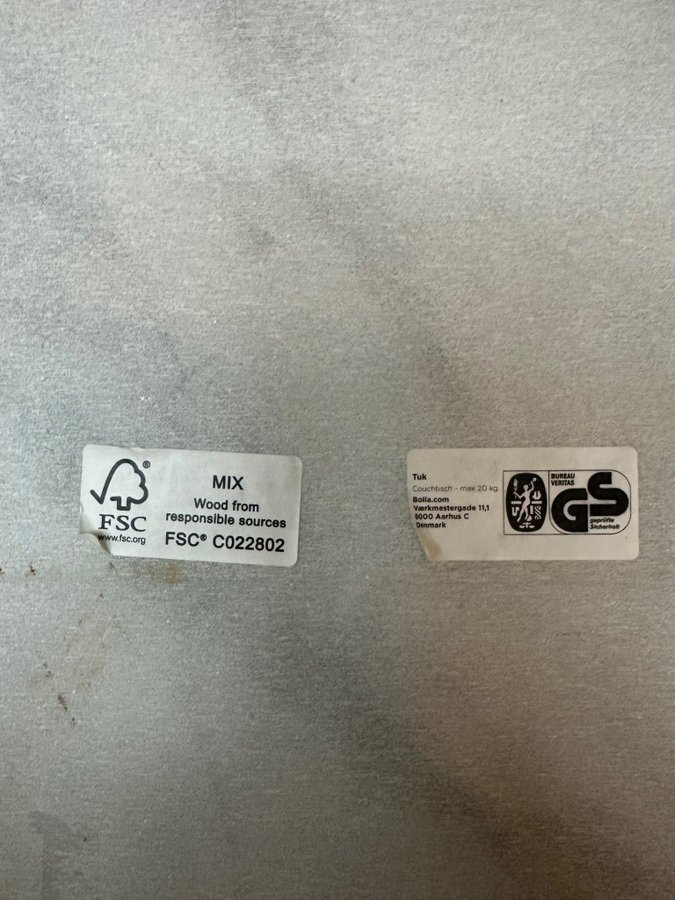 ®
FSC
www.fsc.org
MIX
Wood from
responsible sources
FSC® C022802
Tuk
Couchtisch - max 20 kg
Bolia.com
Værkmestergade 11,1
8000 Aarhus C
Denmark
BUREAU
VERITAS
GS
geprüfte
Sicherheit